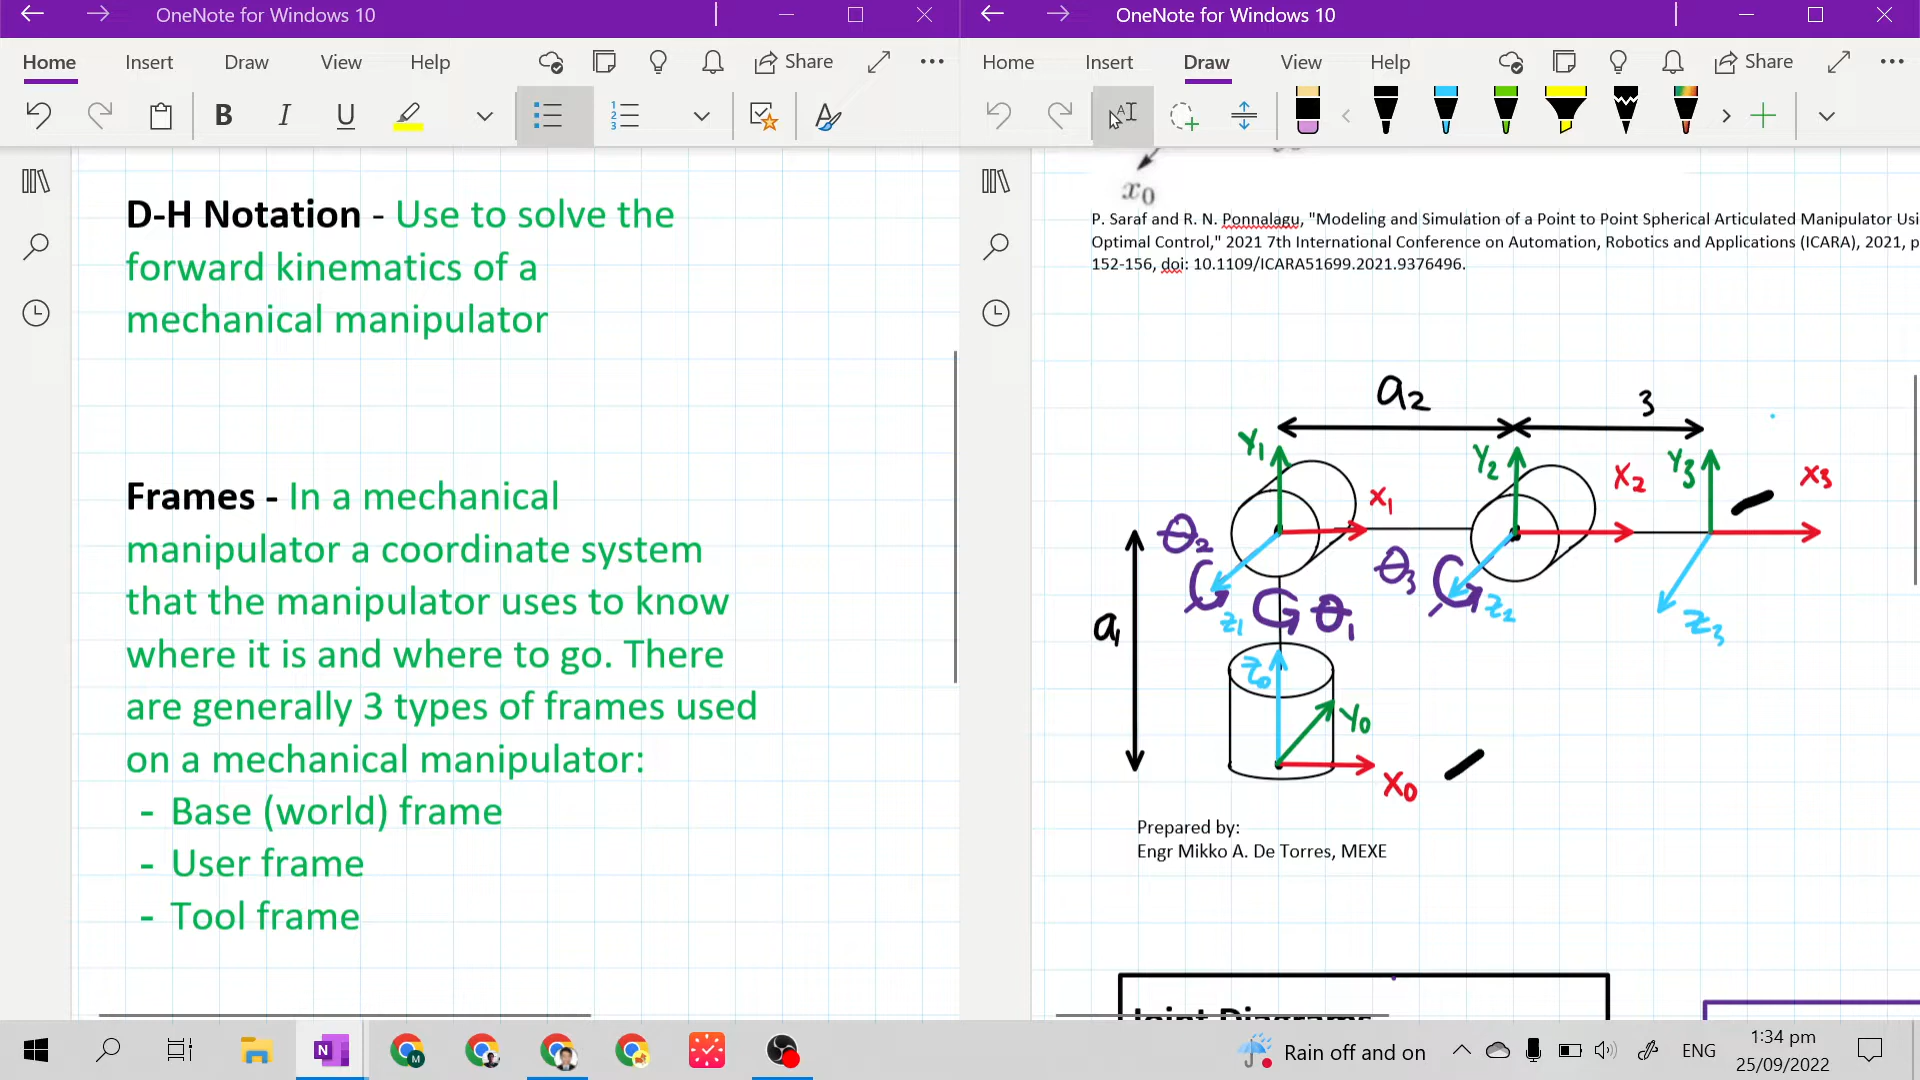 OneNote for Windows 10
Home Insert Draw View Help Share
B I U
D-H Notation - Use to solve the
forward kinematics of a
mechanical manipulator
Frames - In a mechanical
manipulator a coordinate system
that the manipulator uses to know
where it is and where to go. There
are generally 3 types of frames used
on a mechanical manipulator:
- Base (world) frame
- User frame
- Tool frame
OneNote for Windows 10
Home Insert Draw View Help Share
x0
P. Saraf and R. N. Ponnalagu, "Modeling and Simulation of a Point to Point Spherical Articulated Manipulator Usi
Optimal Control," 2021 7th International Conference on Automation, Robotics and Applications (ICARA), 2021, p
152-156, doi: 10.1109/ICARA51699.2021.9376496.
a2 3
Y1 Y2 X2 Y3 X3
X1
θ2 θ3
Z1 θ1 Z2 Z3
a1
Z0
Y0
X0
Prepared by:
Engr Mikko A. De Torres, MEXE
Joint Diagrams
Rain off and on ENG 1:34 pm
25/09/2022